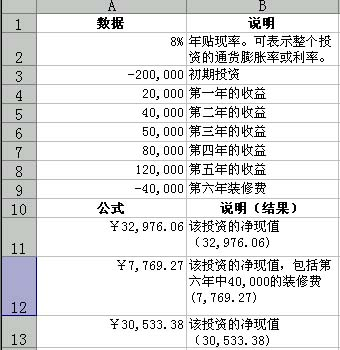 A B
1 数据 说明
8% 年贴现率。可表示整个投
2 资的通货膨胀率或利率。
3 -200,000 初期投资
4 20,000 第一年的收益
5 40,000 第二年的收益
6 50,000 第三年的收益
7 80,000 第四年的收益
8 120,000 第五年的收益
9 -40,000 第六年装修费
10 公式 说明（结果）
￥32,976.06 该投资的净现值
11 (32,976.06)
￥7,769.27 该投资的净现值，包括第
六年中40,000的装修费
12 (7,769.27)
￥30,533.38 该投资的净现值
13 (30,533.38)